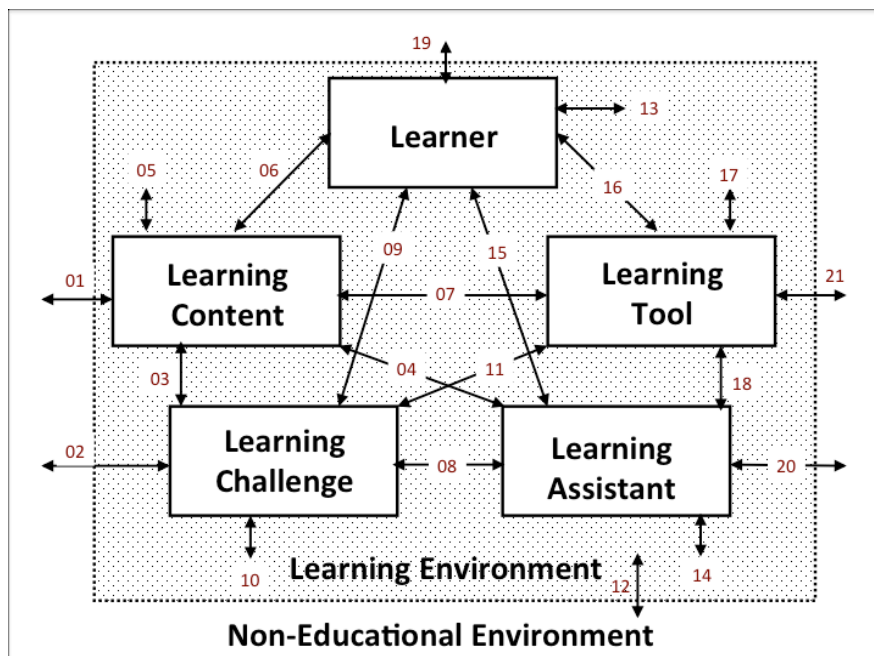 19
Learner
13
05
06
16
17
09
15
Learning
Content
Learning
Tool
01
07
21
04
11
03
18
Learning
Challenge
Learning
Assistant
02
08
20
10
Learning Environment
12
14
Non-Educational Environment